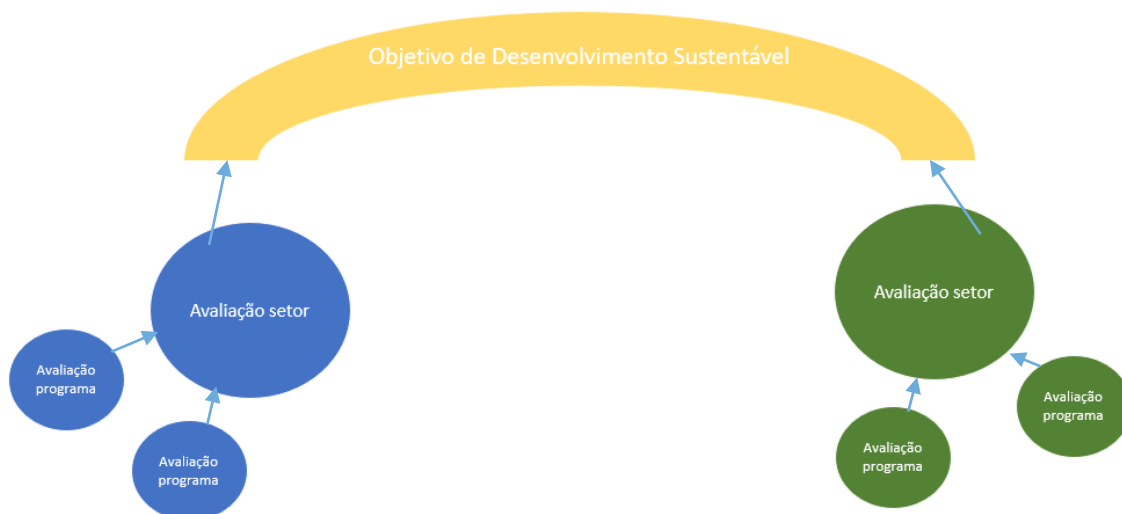 Objetivo de Desenvolvimento Sustentável
Avaliação setor
Avaliação setor
Avaliação
programa
Avaliação
programa
Avaliação
programa
Avaliação
programa